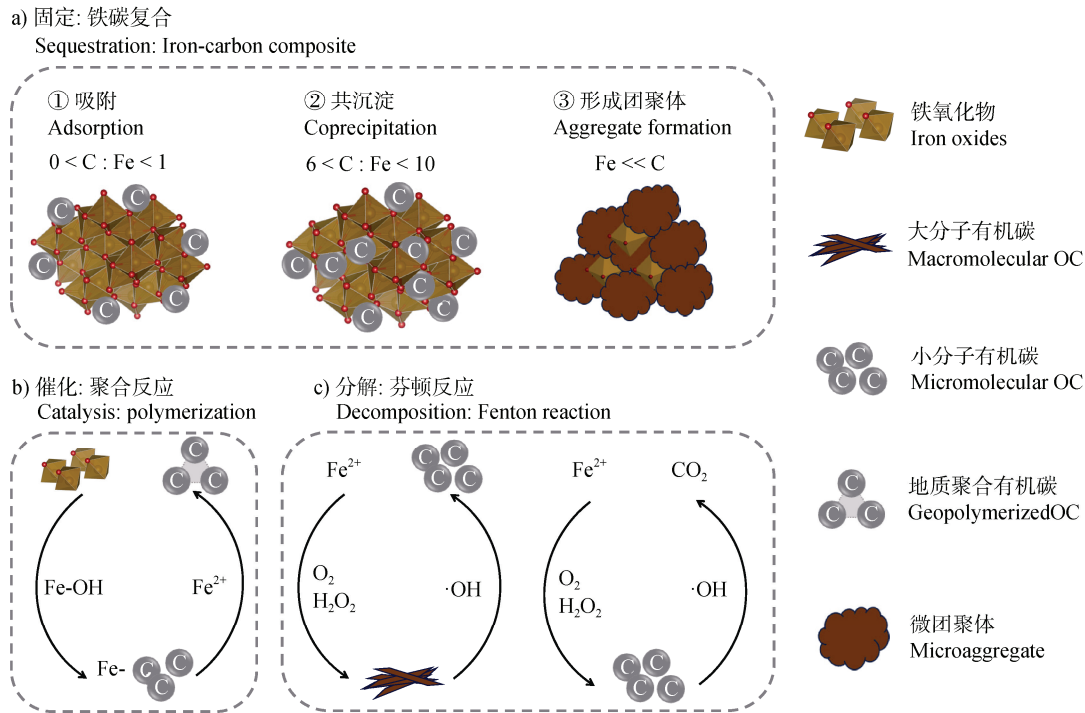 a) 固定: 铁碳复合
Sequestration: Iron-carbon composite
① 吸附
Adsorption
0 < C : Fe < 1
C
C
C
C
C
C
② 共沉淀
Coprecipitation
6 < C : Fe < 10
C
C
C
C
C
C
C
C
C
③ 形成团聚体
Aggregate formation
Fe << C
b) 催化: 聚合反应
Catalysis: polymerization
C
C
C
Fe-OH
Fe²⁺
Fe-
C
C
C
c) 分解: 芬顿反应
Decomposition: Fenton reaction
Fe²⁺
C
C
C
C
O₂
H₂O₂
·OH
Fe²⁺
CO₂
O₂
H₂O₂
·OH
C
C
C
C
铁氧化物
Iron oxides
大分子有机碳
Macromolecular OC
C
C
C
C
小分子有机碳
Micromolecular OC
C
C
C
地质聚合有机碳
GeopolymerizedOC
微团聚体
Microaggregate